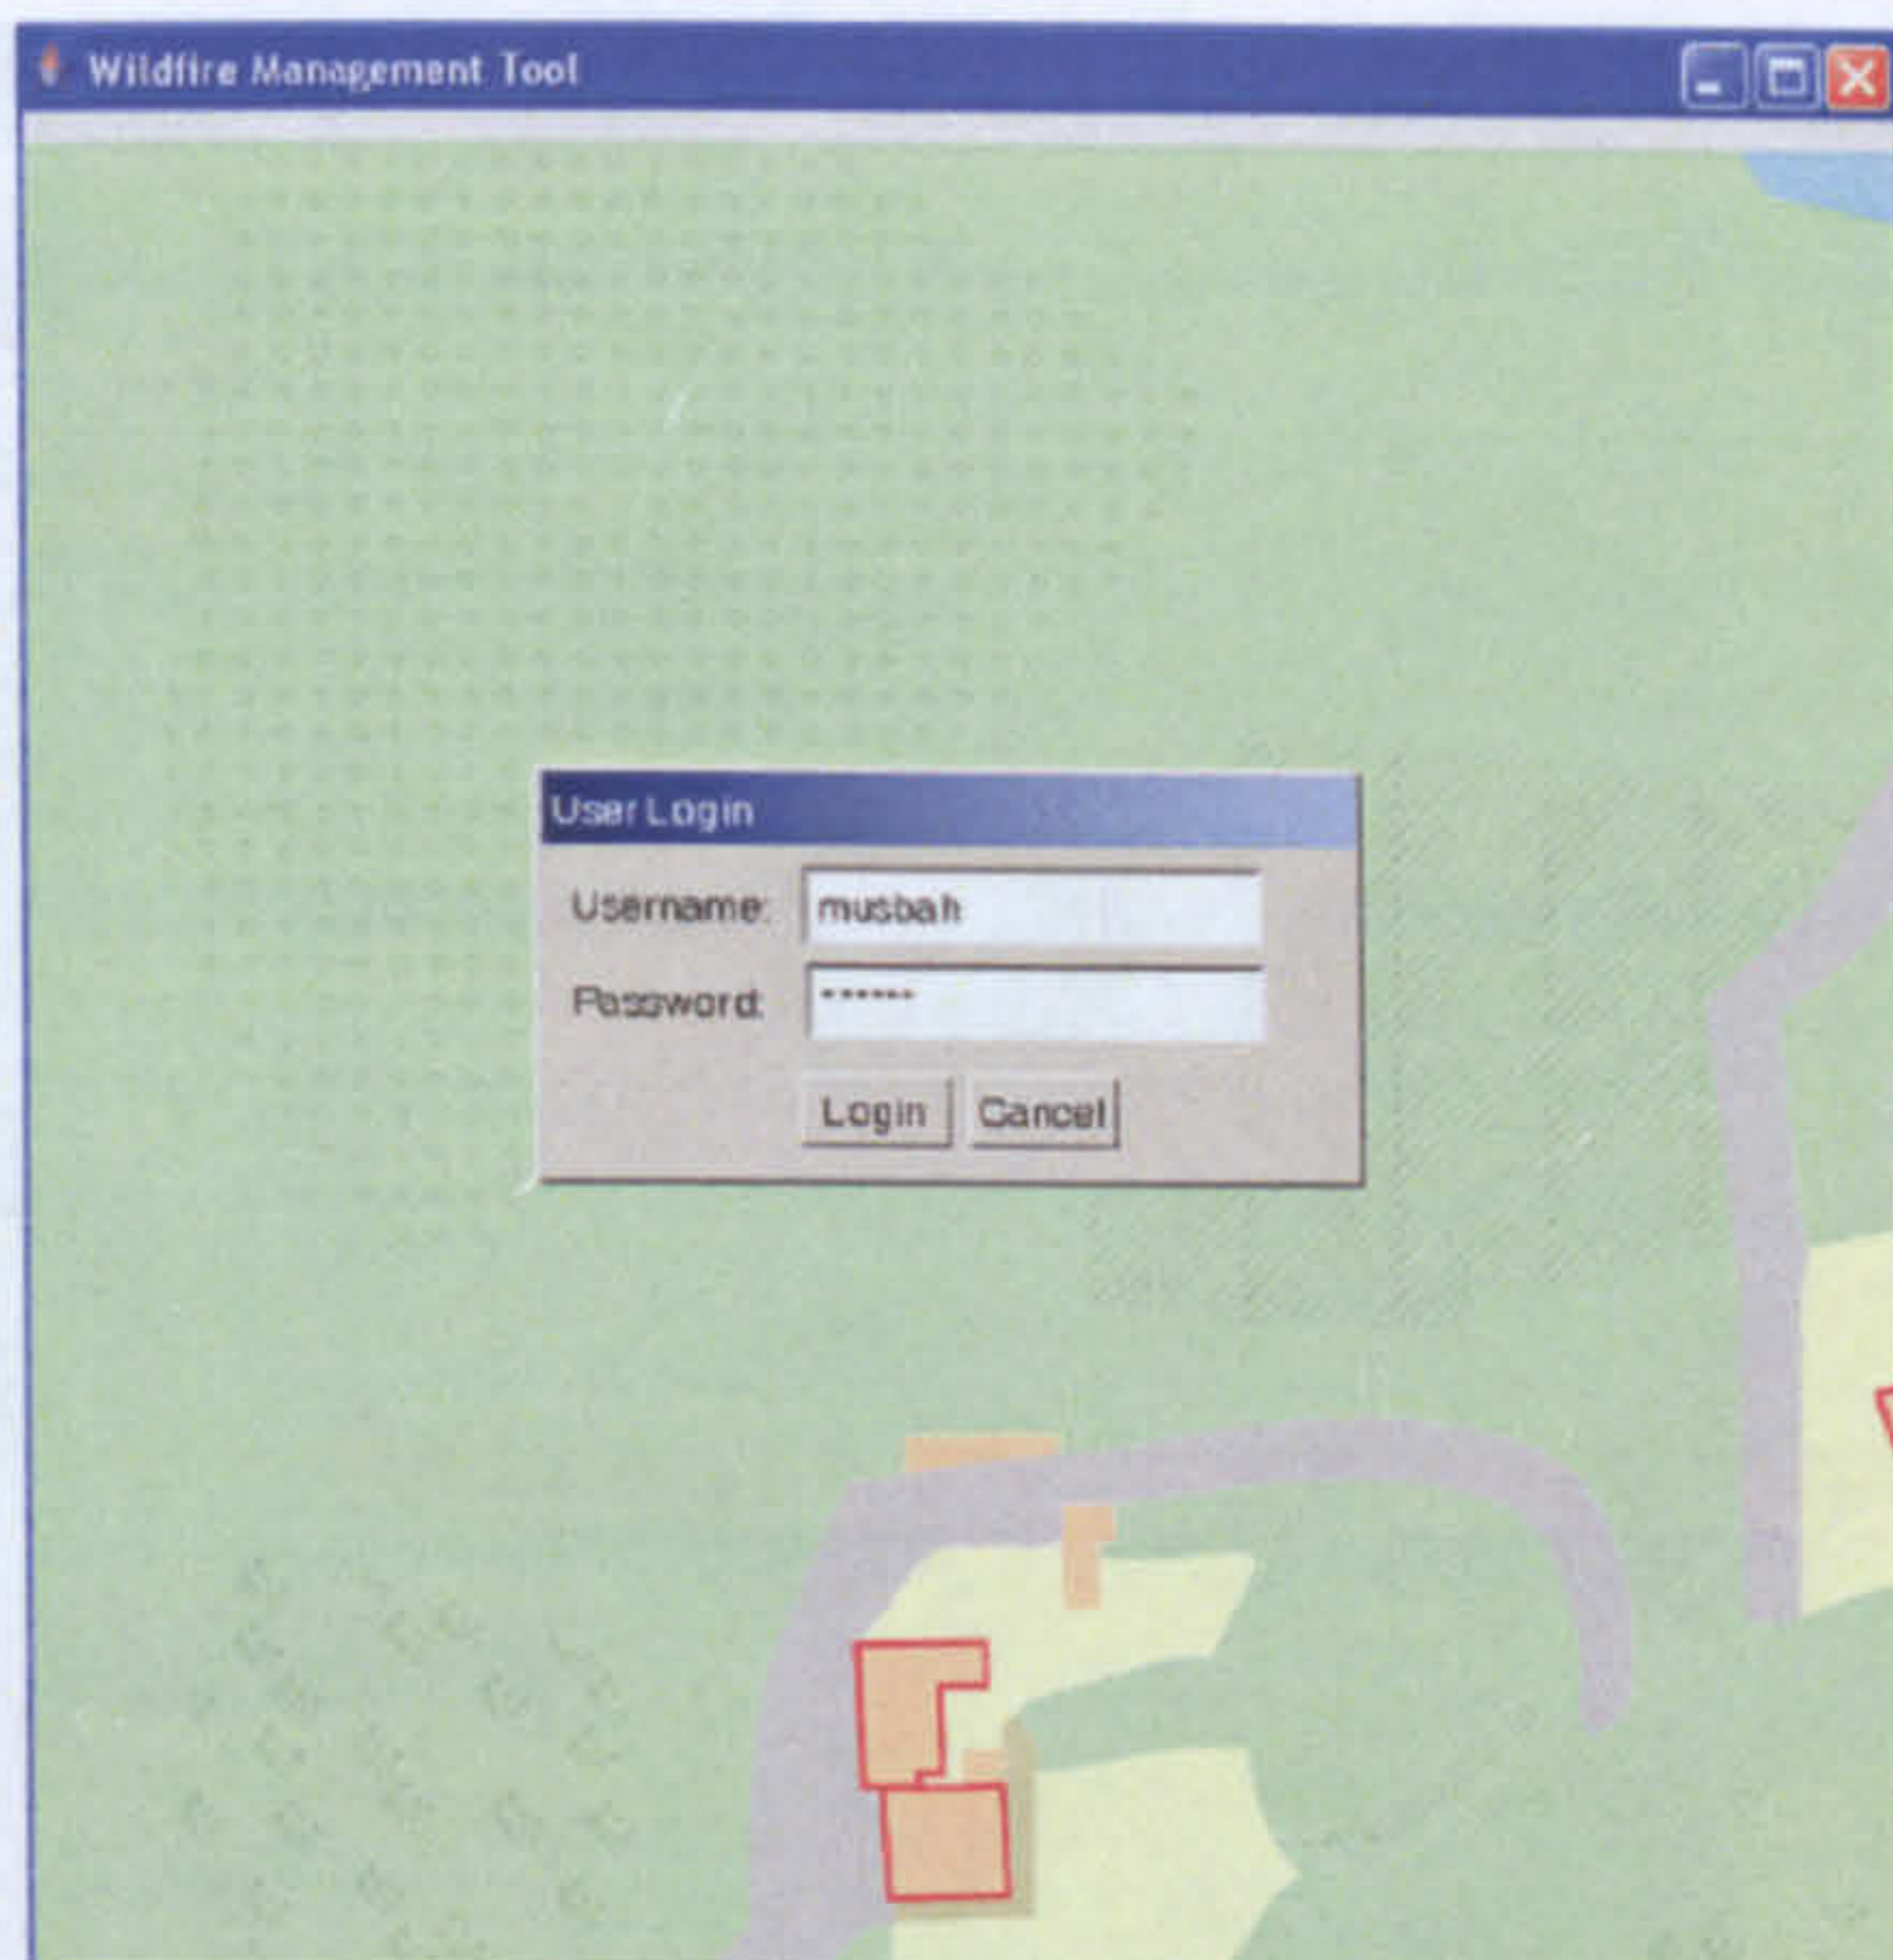 Wildfire Management Tool
User Login
Username: musbah
Password: ••••••
Login Cancel